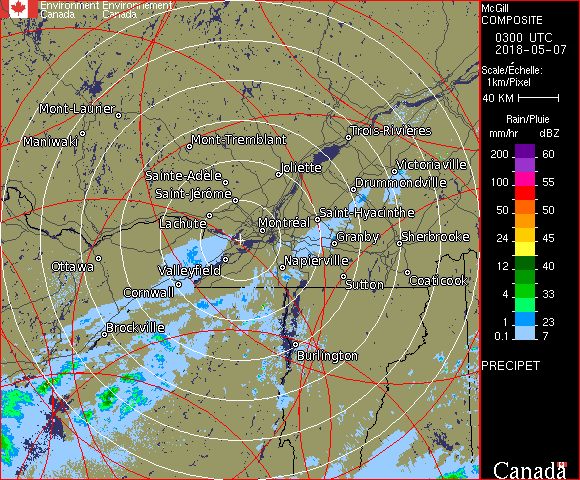 Environment Environnement
Canada Canada
McGill
COMPOSITE
0300 UTC
2018-05-07
Scale/Échelle:
1km/Pixel
40 KM
Rain/Pluie
mm/hr dBZ
200 60
100 55
50 50
24 45
12 40
4 33
1 23
0.1 7
PRECIPET
Canada
Mont-Laurier
Maniwaki
Mont-Tremblant
Trois-Rivières
Sainte-Adèle
Joliette
Victoriaville
Saint-Jérôme
Drummondville
Lachute
Montréal
Saint-Hyacinthe
Granby
Sherbrooke
Ottawa
Valleyfield
Napierville
Cornwall
Sutton
Coaticook
Brockville
Burlington